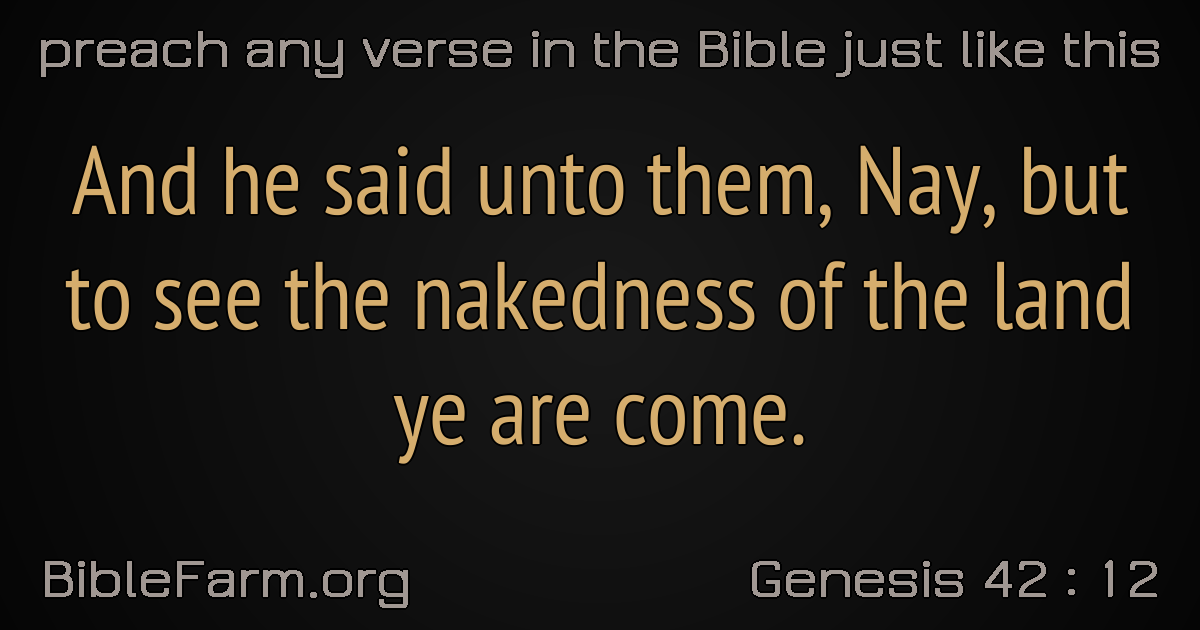 preach any verse in the Bible just like this
And he said unto them, Nay, but
to see the nakedness of the land
ye are come.
BibleFarm.org
Genesis 42 : 12